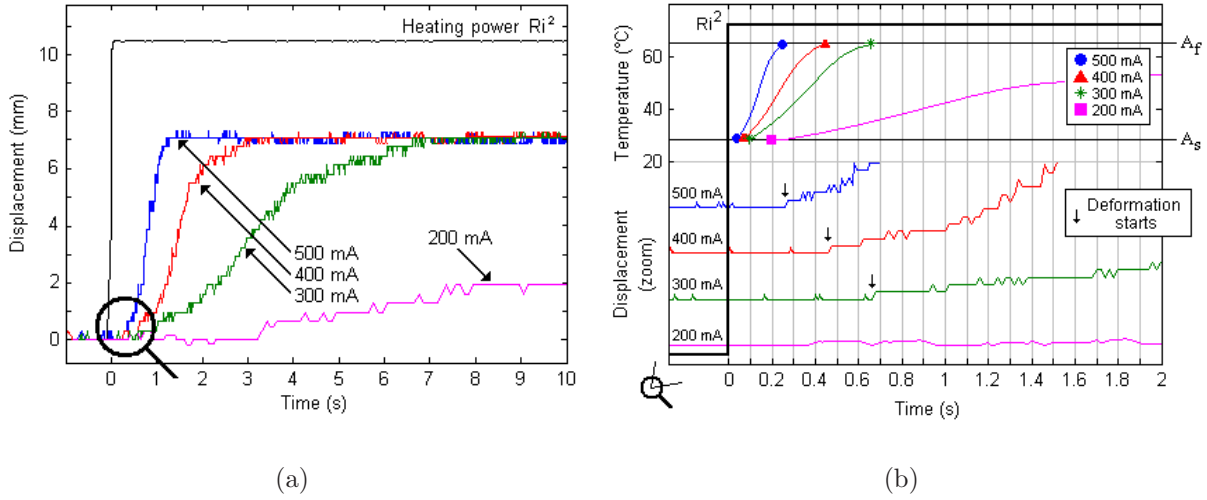 Heating power Ri²
Displacement (mm)
10
8
6
4
2
0
200 mA
500 mA
400 mA
300 mA
0 1 2 3 4 5 6 7 8 9 10
Time (s)
(a)
Ri²
Temperature (°C)
60
40
20
A_f
A_s
500 mA
400 mA
300 mA
200 mA
Displacement
(zoom)
500 mA
400 mA
300 mA
200 mA
Deformation
starts
0 0.2 0.4 0.6 0.8 1 1.2 1.4 1.6 1.8 2
Time (s)
(b)